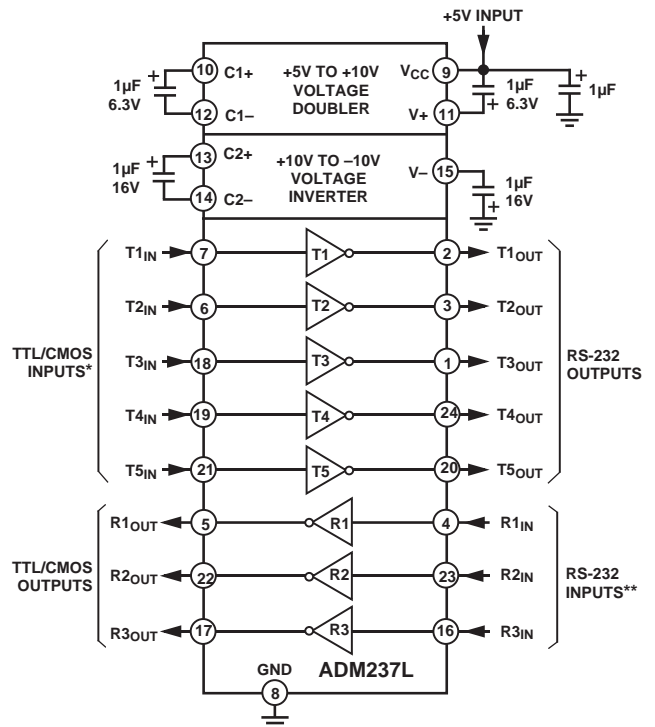 +5V INPUT
10 C1+ +5V TO +10V VCC 9
1µF + 6.3V VOLTAGE DOUBLER 1µF 6.3V + 1µF +
12 C1– V+ 11
13 C2+ +10V TO –10V
1µF + 16V VOLTAGE INVERTER V– 15 1µF 16V +
14 C2–
T1IN 7 T1 2 T1OUT
T2IN 6 T2 3 T2OUT
TTL/CMOS INPUTS* T3IN 18 T3 1 T3OUT RS-232 OUTPUTS
T4IN 19 T4 24 T4OUT
T5IN 21 T5 20 T5OUT
R1OUT 5 R1 4 R1IN
TTL/CMOS OUTPUTS R2OUT 22 R2 23 R2IN RS-232 INPUTS**
R3OUT 17 R3 16 R3IN
GND ADM237L
8